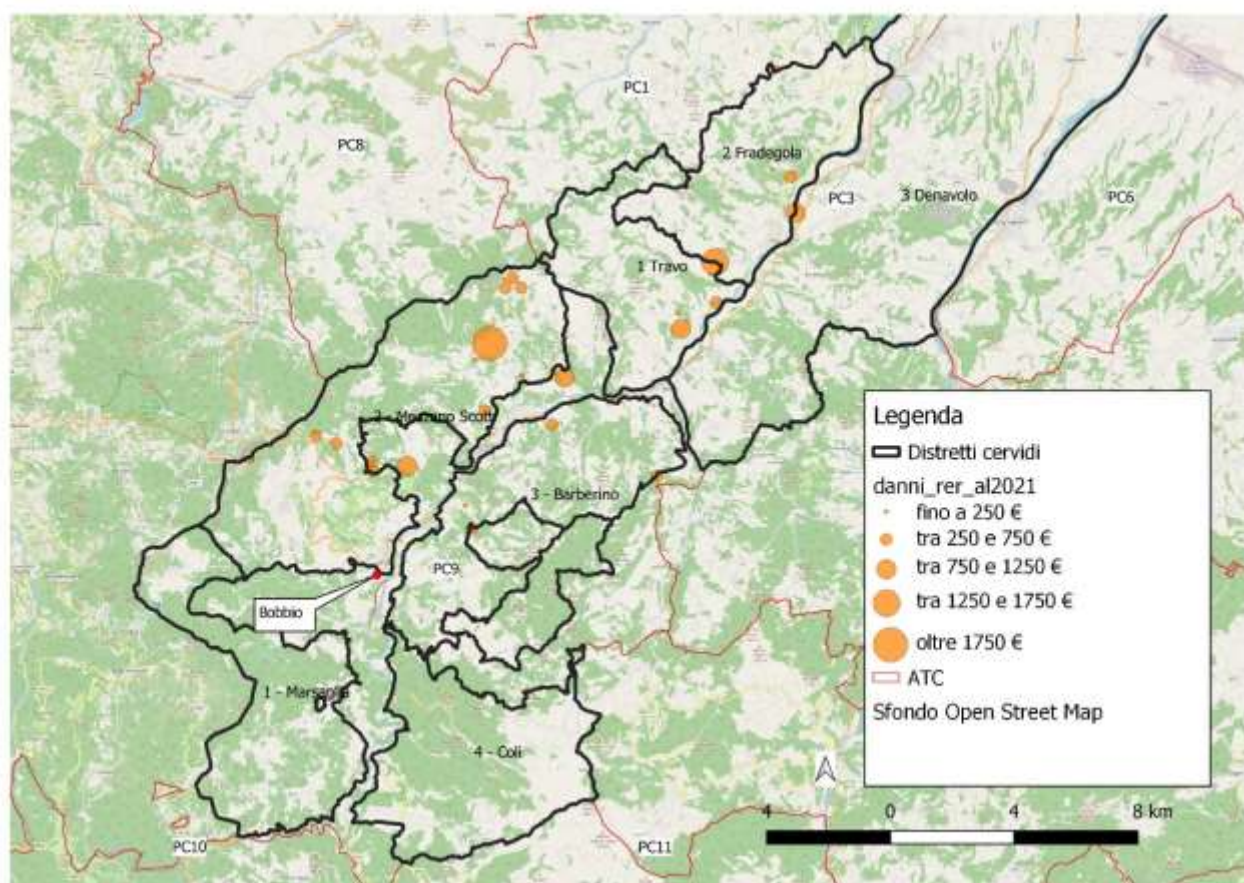 PC1
PC8
2 Fradegola
PC3
3 Denavolo
PC6
1 Travo
3 - Barberino
PC9
Bobbio
1 - Marsaglia
4 - Coli
PC10
PC11
Legenda
Distretti cervidi
danni_rer_al2021
fino a 250 €
tra 250 e 750 €
tra 750 e 1250 €
tra 1250 e 1750 €
oltre 1750 €
ATC
Sfondo Open Street Map
4 0 4 8 km